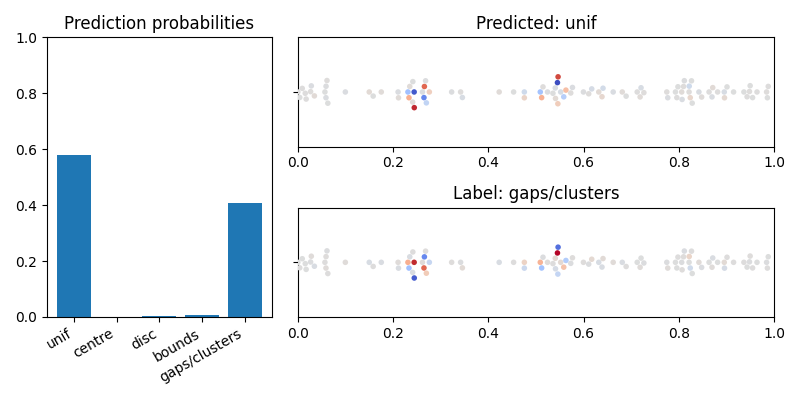 Prediction probabilities
1.0
0.8
0.6
0.4
0.2
0.0
unif
centre
disc
bounds
gaps/clusters
Predicted: unif
0.0 0.2 0.4 0.6 0.8 1.0
Label: gaps/clusters
0.0 0.2 0.4 0.6 0.8 1.0